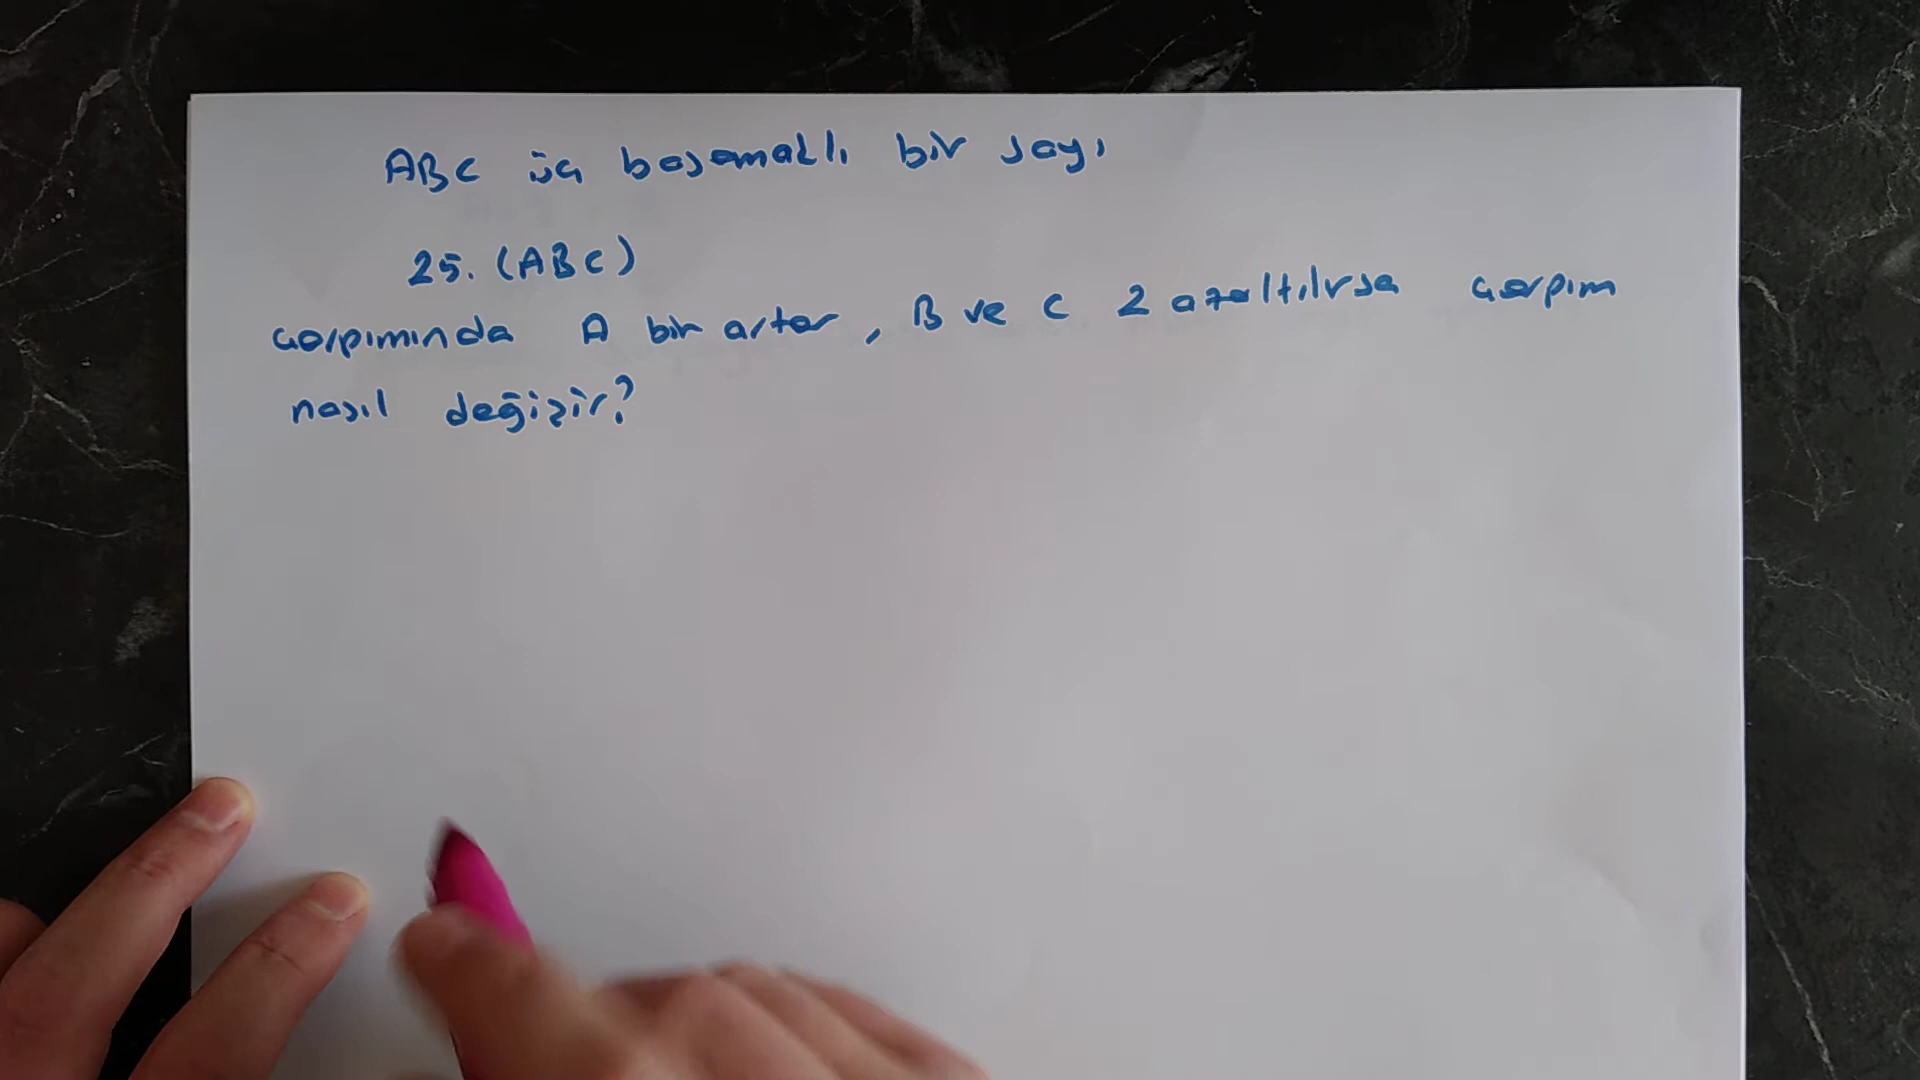 ABC üç basamaklı bir sayı
25. (ABC)
çarpımında A bir artar, B ve C 2 azaltılırsa çarpım
nasıl değişir?